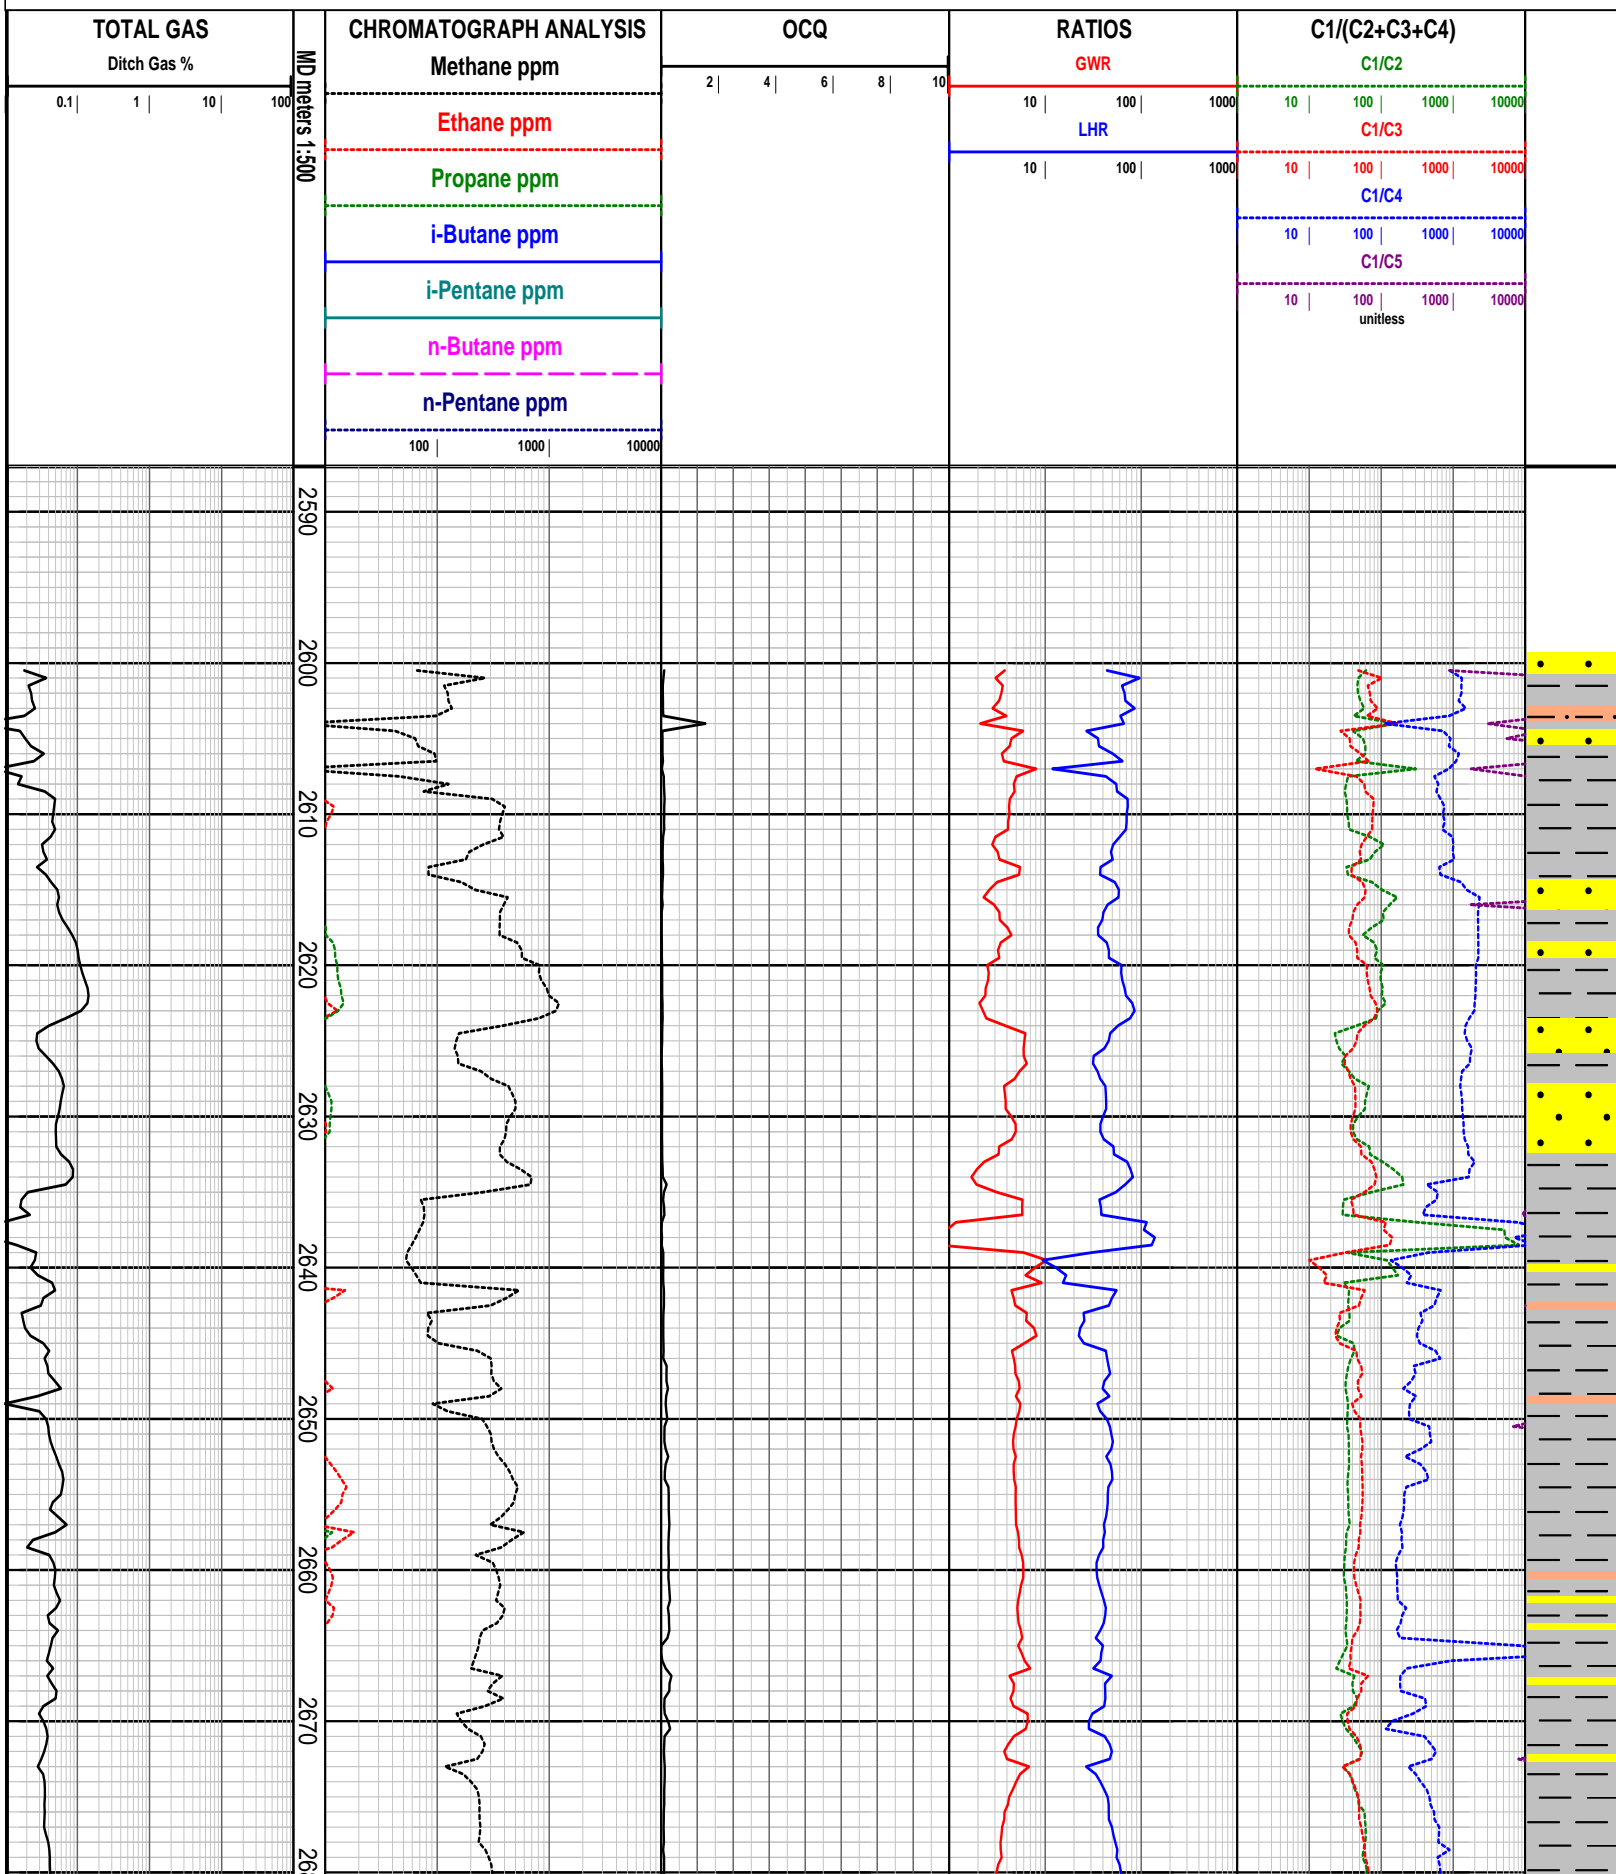 TOTAL GAS
Ditch Gas %
0.1 1 10 100
MD meters 1:500
CHROMATOGRAPH ANALYSIS
Methane ppm
Ethane ppm
Propane ppm
i-Butane ppm
i-Pentane ppm
n-Butane ppm
n-Pentane ppm
100 1000 10000
OCQ
2 4 6 8 10
RATIOS
GWR
10 100 1000
LHR
10 100 1000
C1/(C2+C3+C4)
C1/C2
10 100 1000 10000
C1/C3
10 100 1000 10000
C1/C4
10 100 1000 10000
C1/C5
10 100 1000 10000
unitless
2590
2600
2610
2620
2630
2640
2650
2660
2670